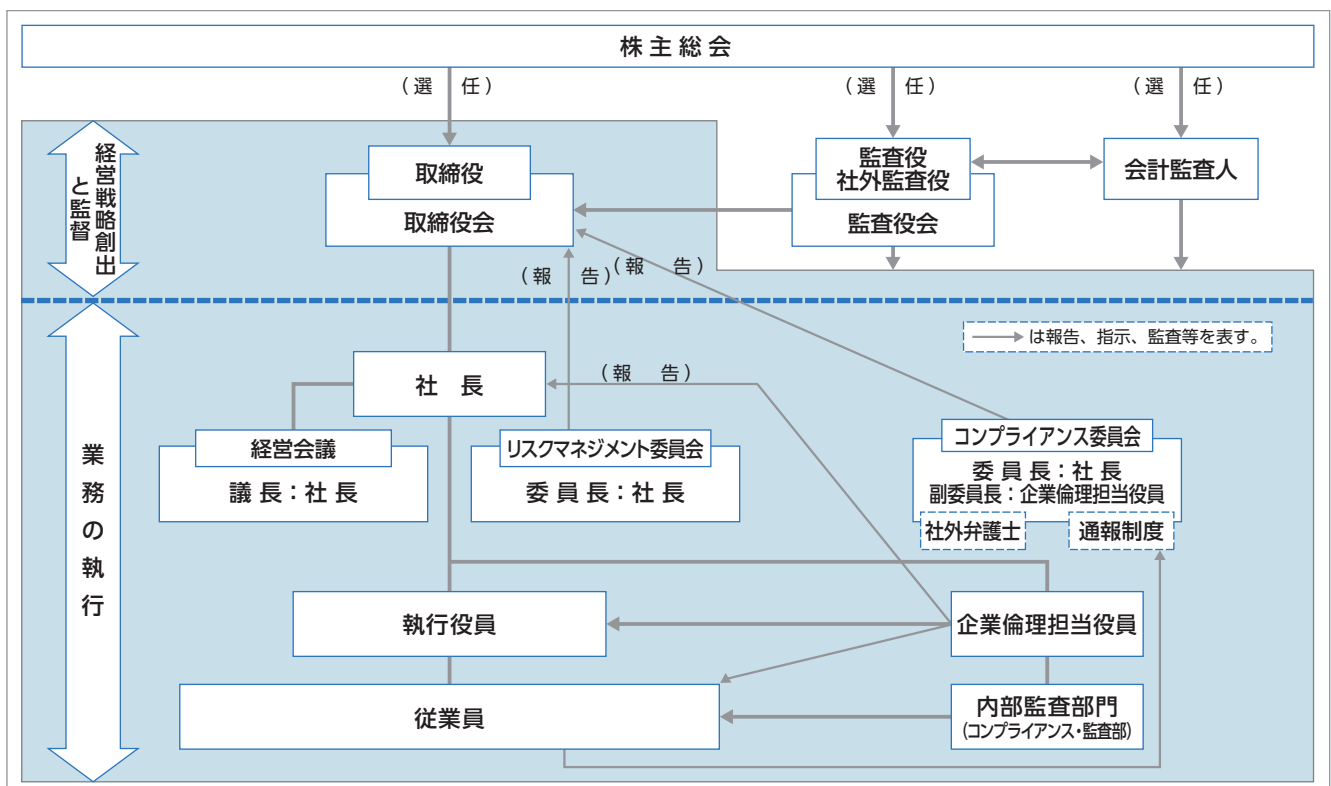 株主総会
(選 任)
(選 任)
(選 任)
経営戦略創出
と監督
取締役
取締役会
監査役
社外監査役
監査役会
会計監査人
(報 告)
(報 告)
は報告、指示、監査等を表す。
業務の執行
社 長
(報 告)
経営会議
議長:社長
リスクマネジメント委員会
委員長:社長
コンプライアンス委員会
委員長:社長
副委員長:企業倫理担当役員
社外弁護士
通報制度
執行役員
企業倫理担当役員
従業員
内部監査部門
(コンプライアンス・監査部)